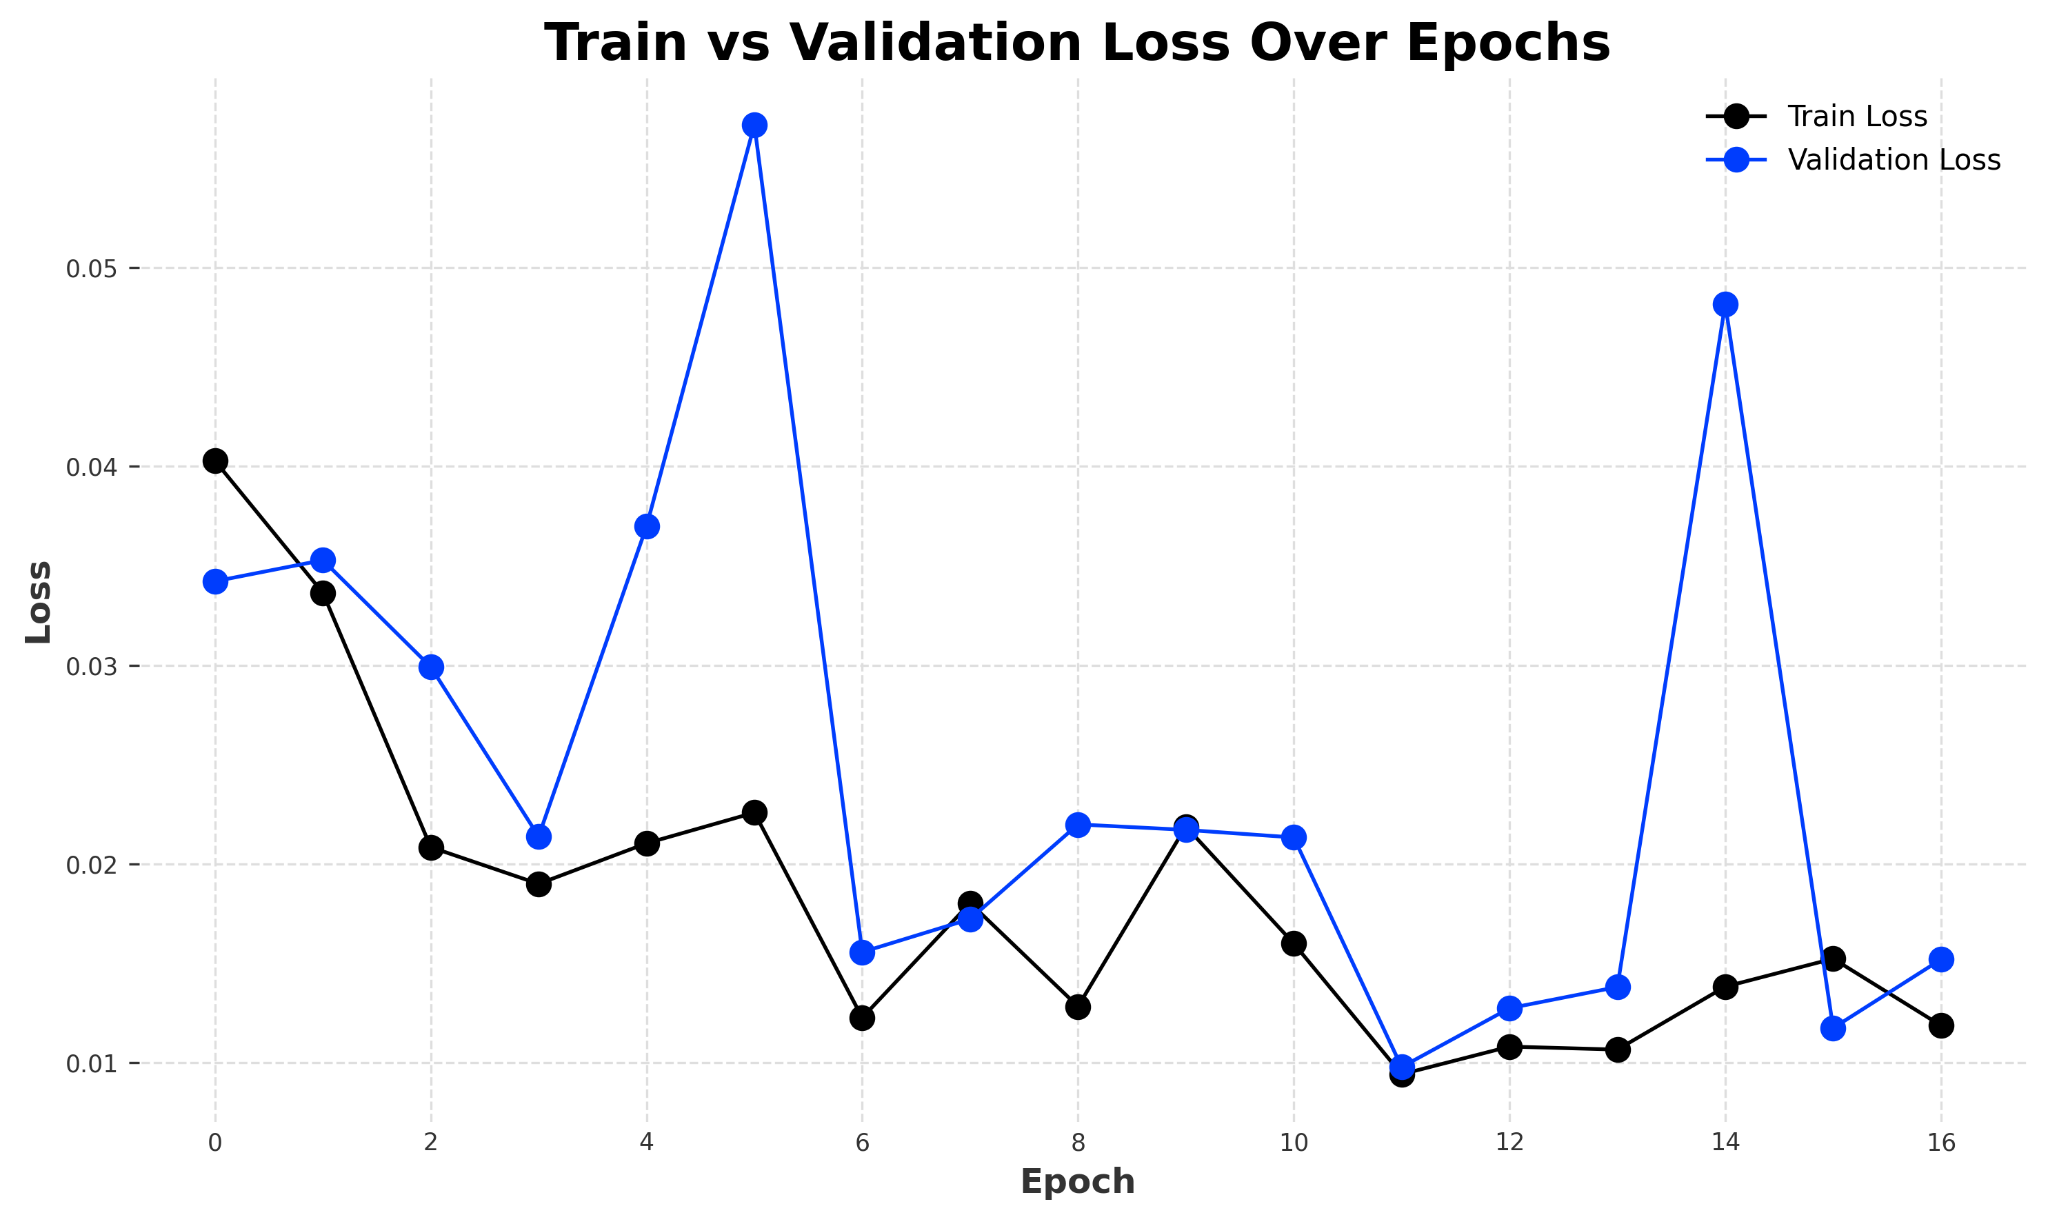 Train vs Validation Loss Over Epochs
Train Loss
Validation Loss
0.05
0.04
0.03
0.02
0.01
Loss
0 2 4 6 8 10 12 14 16
Epoch